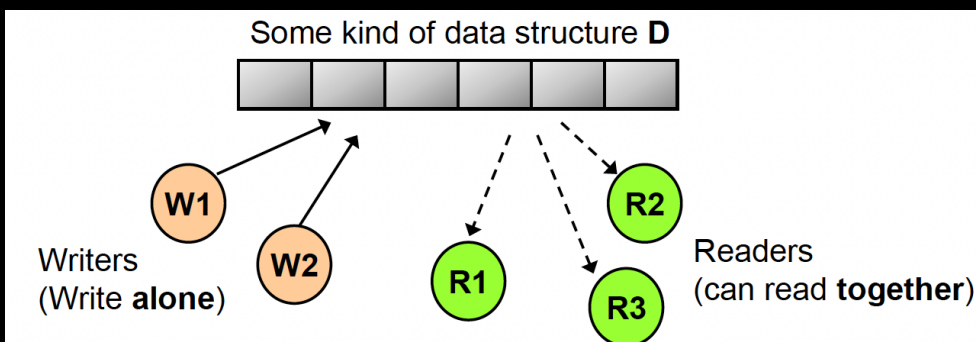 Some kind of data structure D
W1
W2
R1
R2
R3
Writers
(Write alone)
Readers
(can read together)